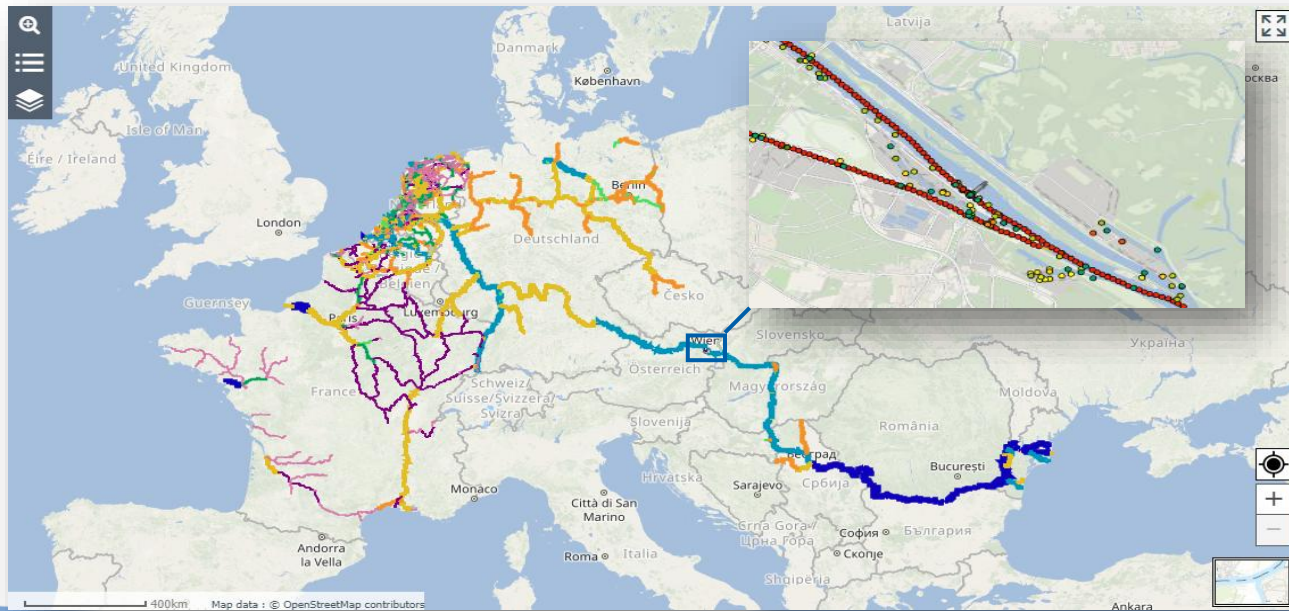 Latvija
Danmark
København
осква
United Kingdom
Isle of Man
Éire / Ireland
London
Berlin
Deutschland
België /
Belgien
Guernsey
Paris
Luxembourg
Česko
Wien
Slovensko
Україна
Österreich
Magyarország
Moldova
France
Schweiz/
Suisse/Svizzera/
Svizra
Slovenija
România
Hrvatska
Београд
București
Sarajevo
Србија
Monaco
Città di San
Marino
Crna Gora /
Црна Гора
София
България
Скопје
Andorra
la Vella
Roma
Italia
Shqipëria
Ankara
400km
Map data : © OpenStreetMap contributors